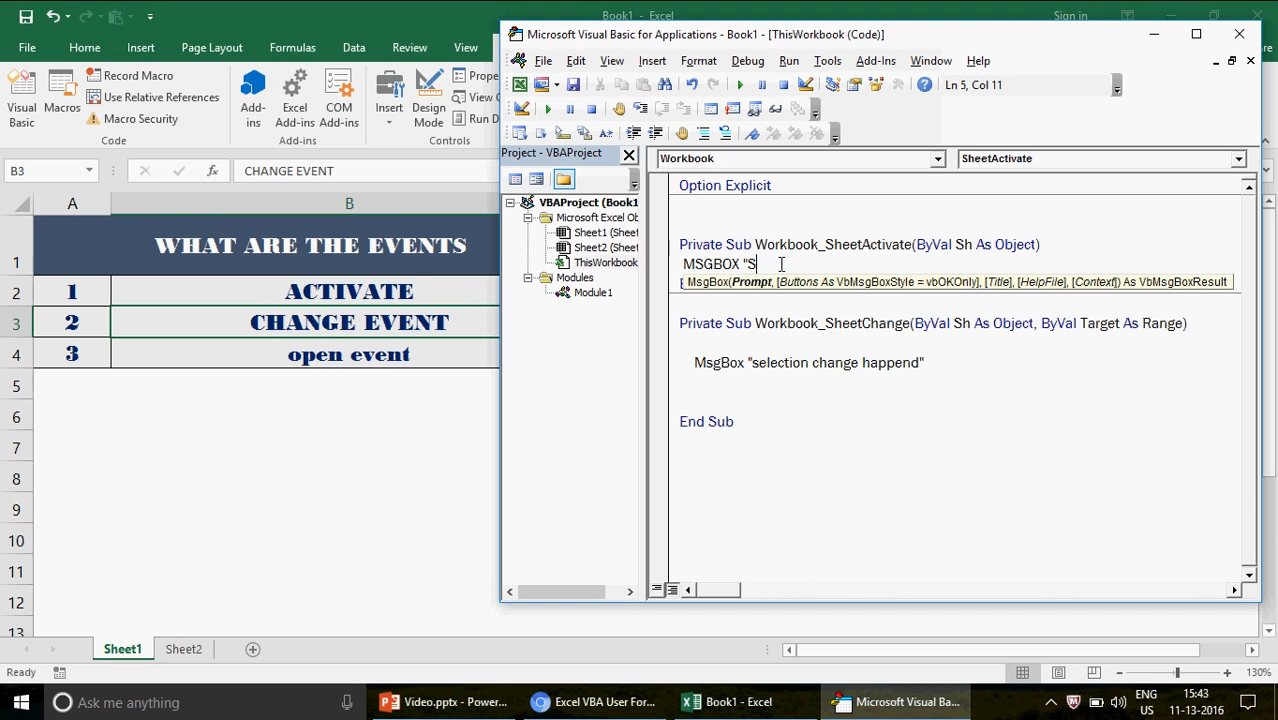 Book1 - Excel
Sign in
File
Home
Insert
Page Layout
Formulas
Data
Review
View
Visual Basic
Macros
Record Macro
Use Relative References
Macro Security
Code
Add-ins
Excel Add-ins
COM Add-ins
Add-ins
Insert
Design Mode
Prope
View C
Run D
Controls
B3
CHANGE EVENT
A
B
1
WHAT ARE THE EVENTS
2
1
ACTIVATE
3
2
CHANGE EVENT
4
3
open event
5
6
7
8
9
10
11
12
13
Sheet1
Sheet2
Ready
130%
Microsoft Visual Basic for Applications - Book1 - [ThisWorkbook (Code)]
File Edit View Insert Format Debug Run Tools Add-Ins Window Help
Ln 5, Col 11
Project - VBAProject
VBAProject (Book1
Microsoft Excel Ob
Sheet1 (Sheet
Sheet2 (Sheet
ThisWorkbook
Modules
Module1
Workbook
SheetActivate
Option Explicit
Private Sub Workbook_SheetActivate(ByVal Sh As Object)
MSGBOX "S
MsgBox(Prompt, [Buttons As VbMsgBoxStyle = vbOKOnly], [Title], [HelpFile], [Context]) As VbMsgBoxResult
Private Sub Workbook_SheetChange(ByVal Sh As Object, ByVal Target As Range)
MsgBox "selection change happend"
End Sub
Ask me anything
Video.pptx - Power...
Excel VBA User For...
Book1 - Excel
Microsoft Visual Ba...
ENG
US
15:43
11-13-2016